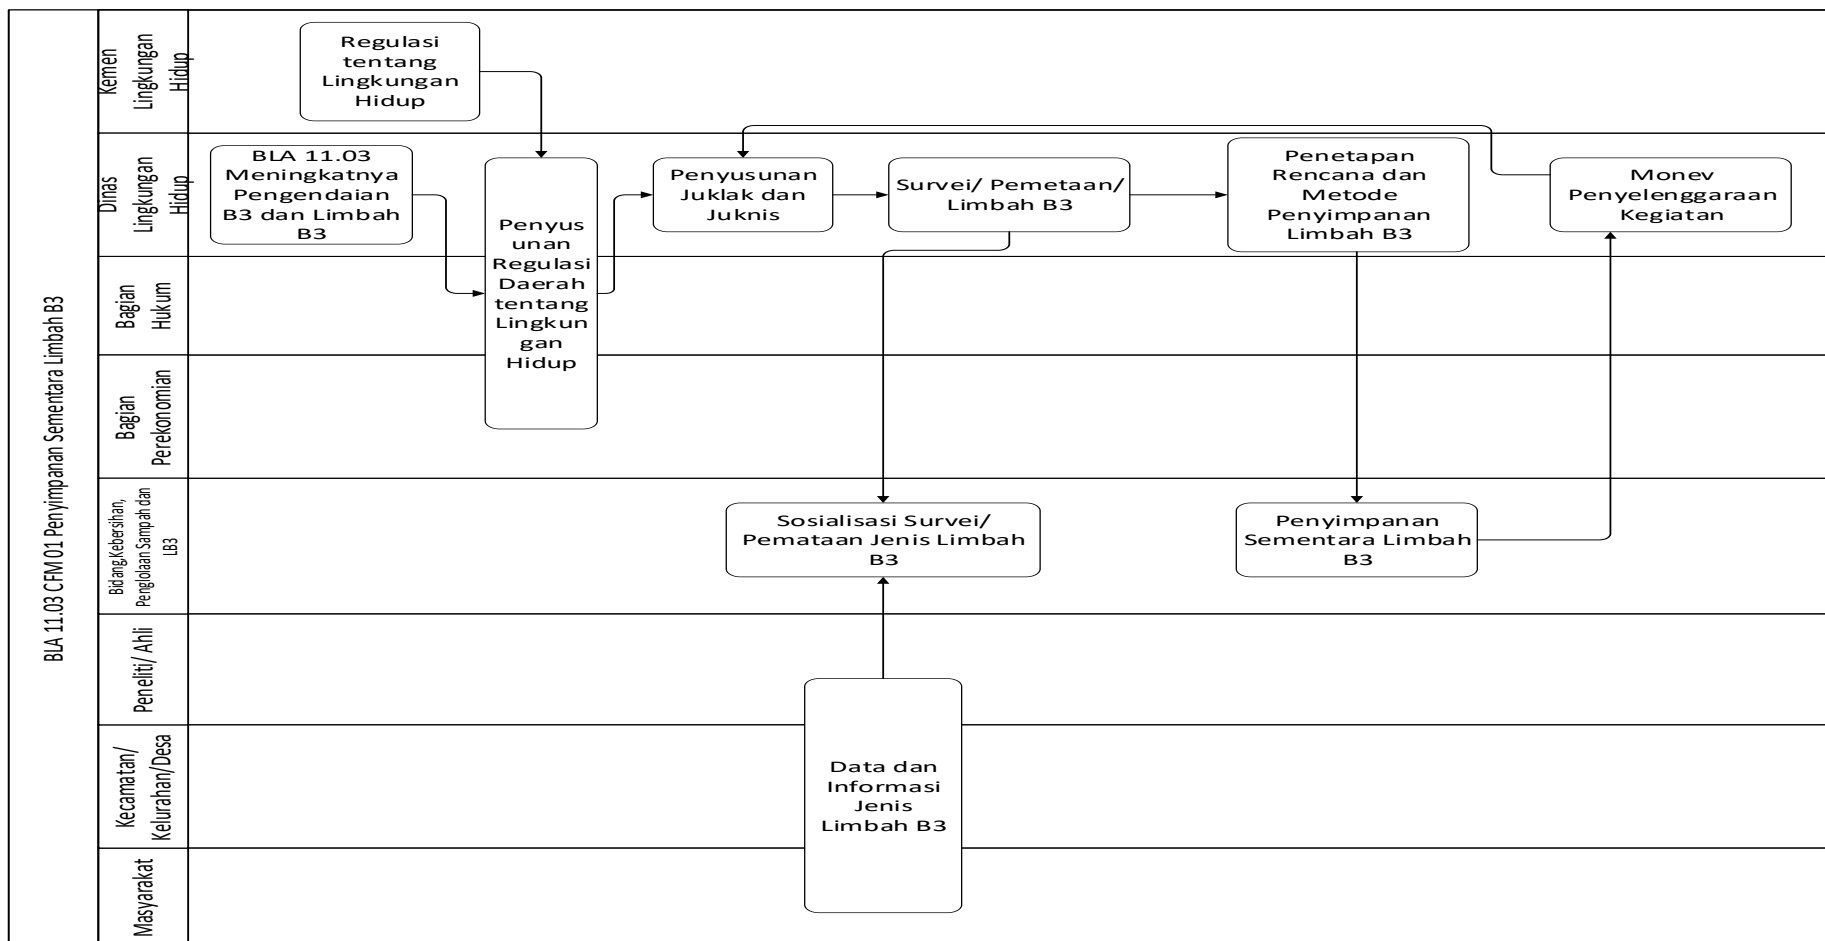 BLA 11.03 CFM 01 Penyimpanan Sementara Limbah B3
Kemen
Lingkungan
Hidup
Regulasi
tentang
Lingkungan
Hidup
Dinas
Lingkungan
Hidup
BLA 11.03
Meningkatnya
Pengendaian
B3 dan Limbah
B3
Penyus
unan
Regulasi
Daerah
tentang
Lingkun
gan
Hidup
Penyusunan
Juklak dan
Juknis
Survei/ Pemetaan/
Limbah B3
Penetapan
Rencana dan
Metode
Penyimpanan
Limbah B3
Monev
Penyelenggaraan
Kegiatan
Bagian
Hukum
Bagian
Perekonomian
Bidang,Kebersihan,
Penglolaan Sampah dan
LB3
Sosialisasi Survei/
Pemataan Jenis Limbah
B3
Penyimpanan
Sementara Limbah
B3
Peneliti/ Ahli
Kecamatan/
Kelurahan/Desa
Data dan
Informasi
Jenis
Limbah B3
Masyarakat